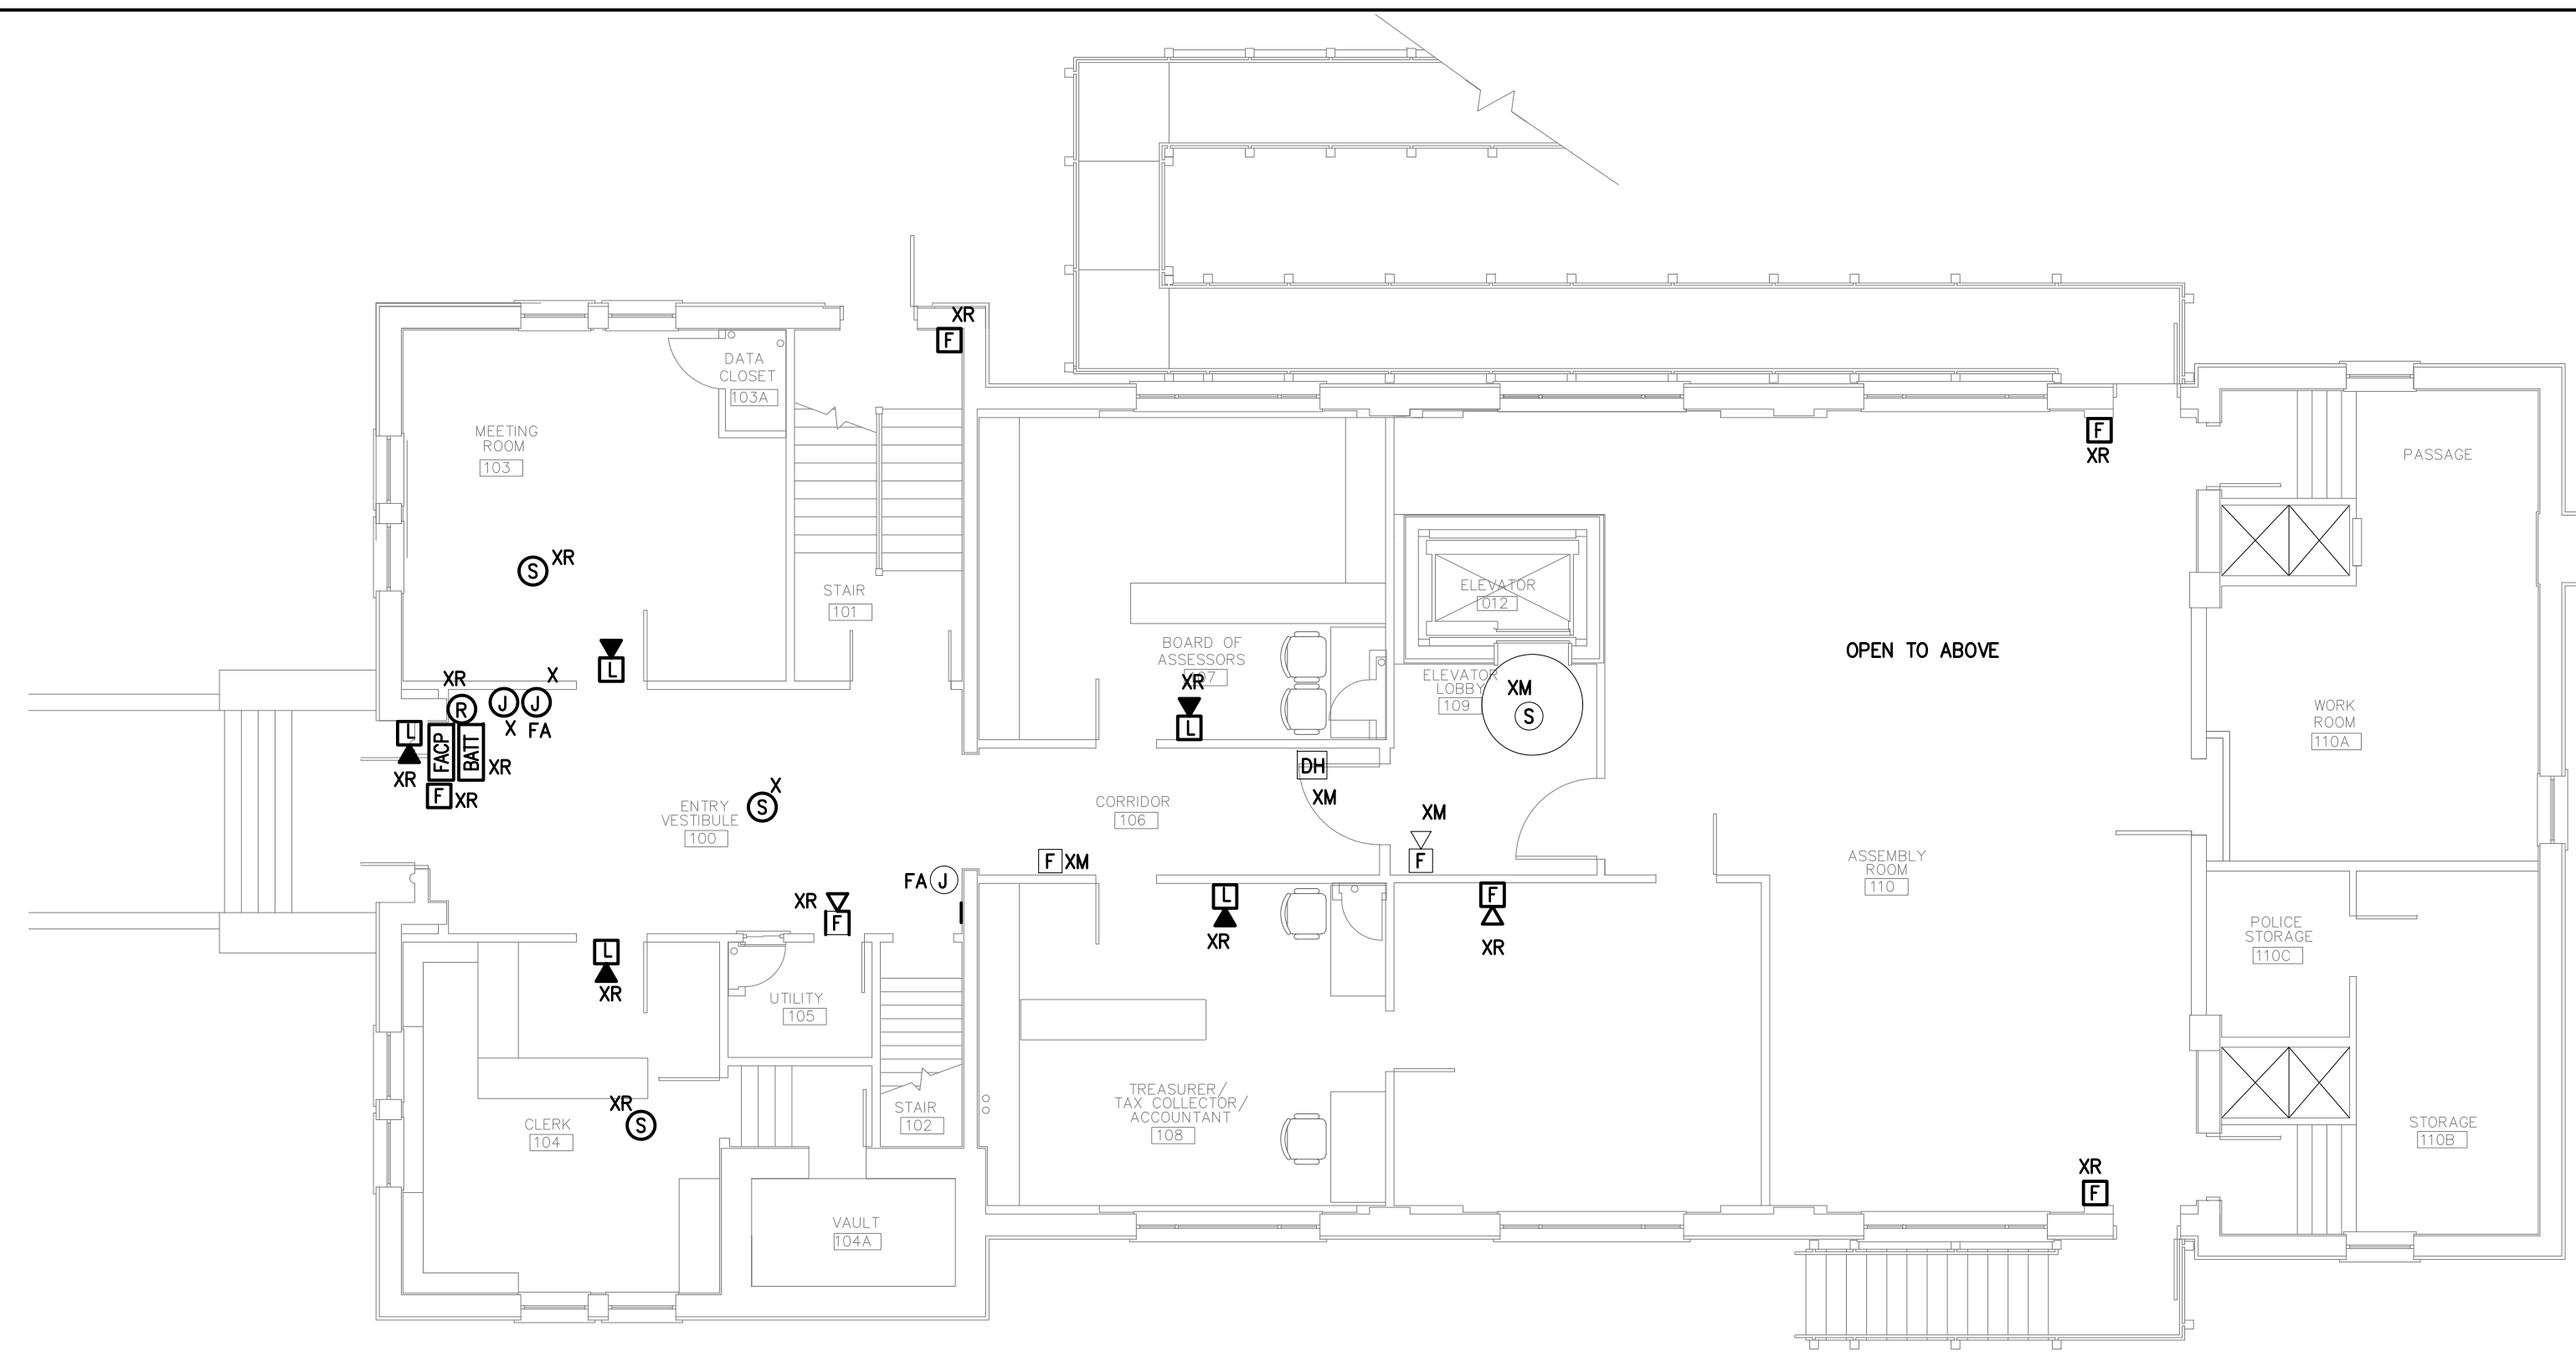 XR
F
DATA
CLOSET
103A
MEETING
ROOM
103
F
XR
PASSAGE
S
XR
STAIR
101
ELEVATOR
012
BOARD OF
ASSESSORS
107
XR
L
L
ELEVATOR
LOBBY
109
XM
S
OPEN TO ABOVE
XR
X
R
J
J
X
FA
L
XR
FACP
BATT
XR
F
XR
WORK
ROOM
110A
DH
XM
X
S
ENTRY
VESTIBULE
100
CORRIDOR
106
XM
F
F
XM
FA
J
ASSEMBLY
ROOM
110
XR
F
L
XR
F
XR
L
XR
POLICE
STORAGE
110C
UTILITY
105
XR
S
CLERK
104
STAIR
102
TREASURER/
TAX COLLECTOR/
ACCOUNTANT
108
STORAGE
110B
XR
F
VAULT
104A